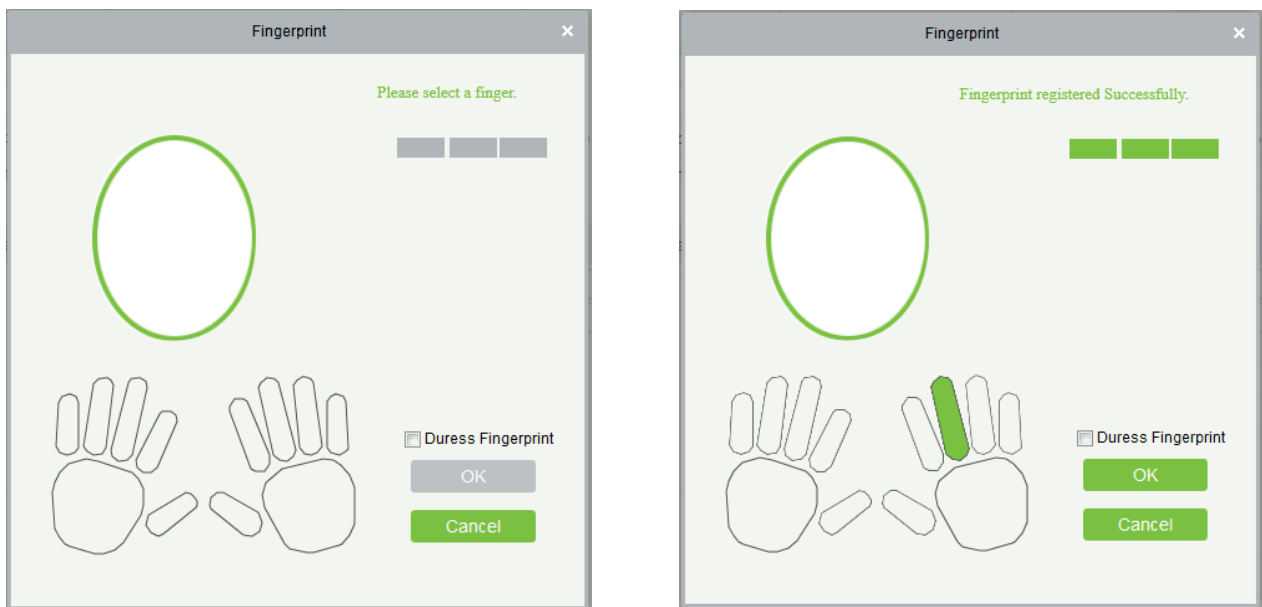 Fingerprint ×
Please select a finger.
Duress Fingerprint
OK
Cancel
Fingerprint ×
Fingerprint registered Successfully.
Duress Fingerprint
OK
Cancel